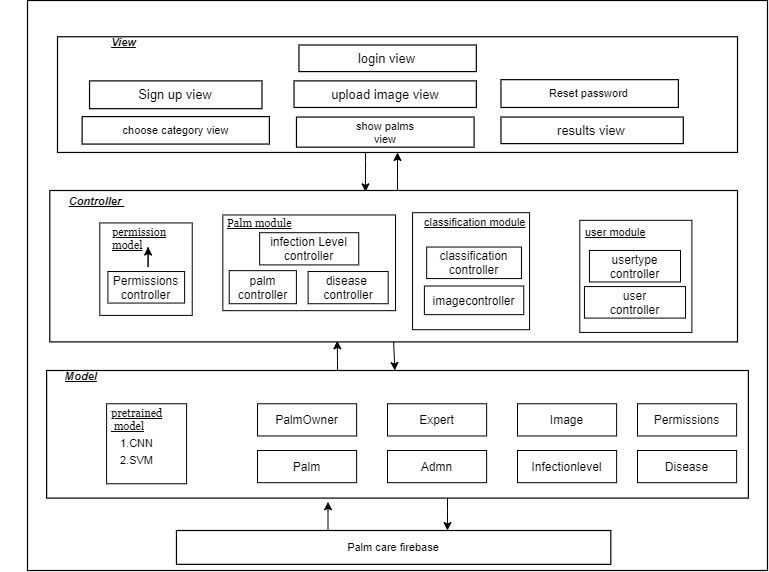 View
login view
Sign up view
upload image view
Reset password
choose category view
show palms
view
results view
Controller
permission
model
Permissions
controller
Palm module
infection Level
controller
palm
controller
disease
controller
classification module
classification
controller
imagecontroller
user module
usertype
controller
user
controller
Model
pretrained
model
1.CNN
2.SVM
PalmOwner
Expert
Image
Permissions
Palm
Admn
Infectionlevel
Disease
Palm care firebase